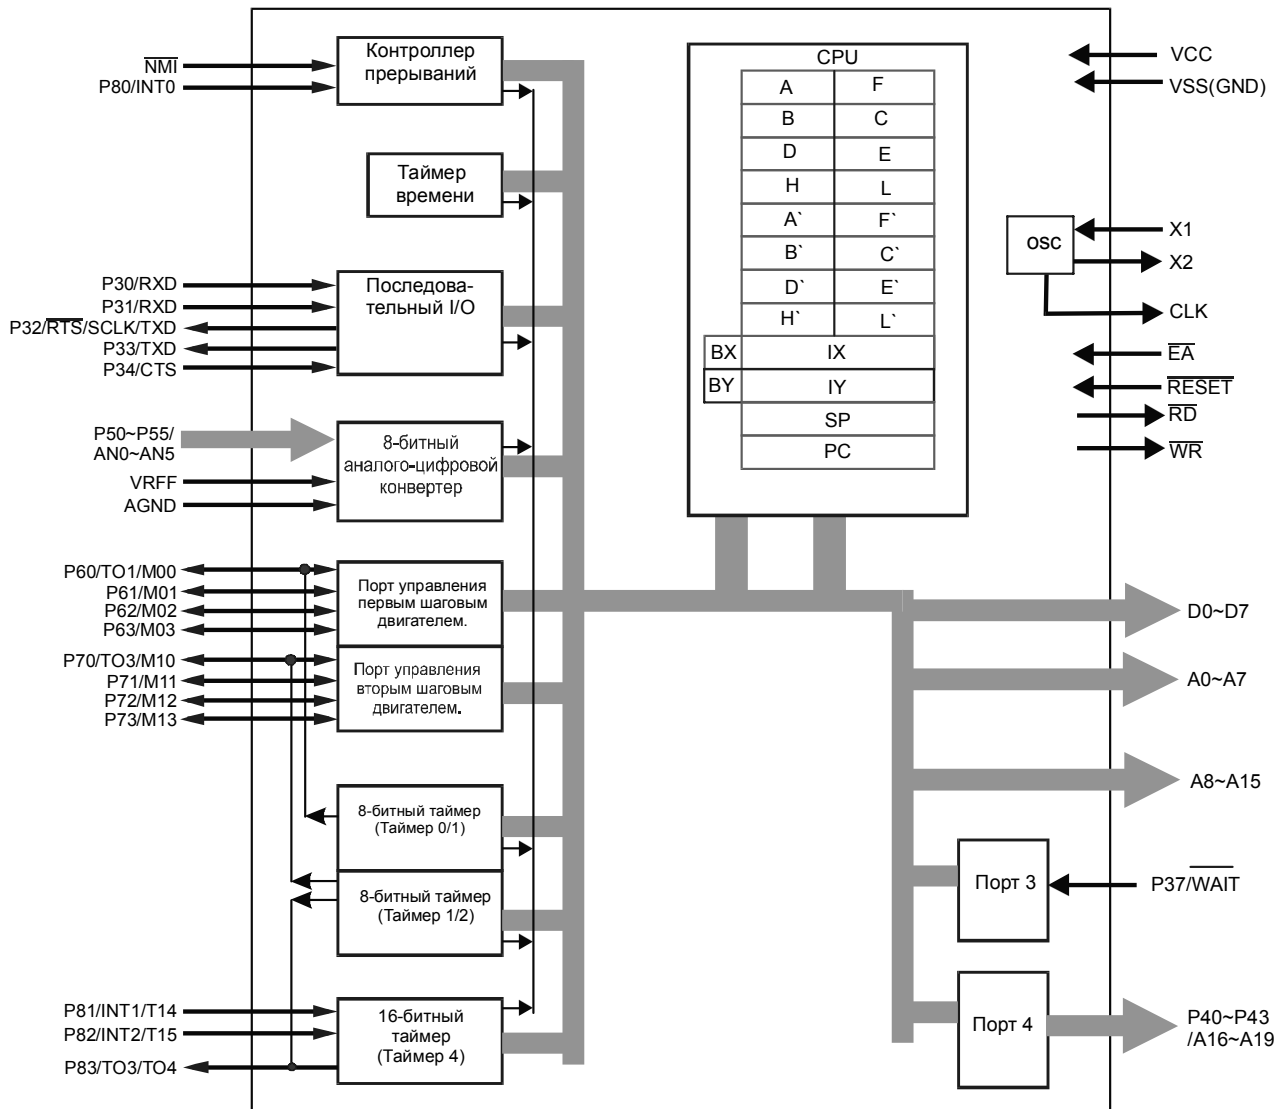 NMI
P80/INT0
Контроллер
прерываний
Таймер
времени
P30/RXD
P31/RXD
P32/RTS/SCLK/TXD
P33/TXD
P34/CTS
Последова-
тельный I/O
P50~P55/
AN0~AN5
VRFF
AGND
8-битный
аналого-цифровой
конвертер
P60/TO1/M00
P61/M01
P62/M02
P63/M03
Порт управления
первым шаговым
двигателем.
P70/TO3/M10
P71/M11
P72/M12
P73/M13
Порт управления
вторым шаговым
двигателем.
8-битный таймер
(Таймер 0/1)
8-битный таймер
(Таймер 1/2)
P81/INT1/T14
P82/INT2/T15
P83/TO3/TO4
16-битный
таймер
(Таймер 4)
CPU
A F
B C
D E
H L
A` F`
B` C`
D` E`
H` L`
BX IX
BY IY
SP
PC
VCC
VSS(GND)
osc
X1
X2
CLK
EA
RESET
RD
WR
D0~D7
A0~A7
A8~A15
Порт 3
P37/WAIT
Порт 4
P40~P43
/A16~A19